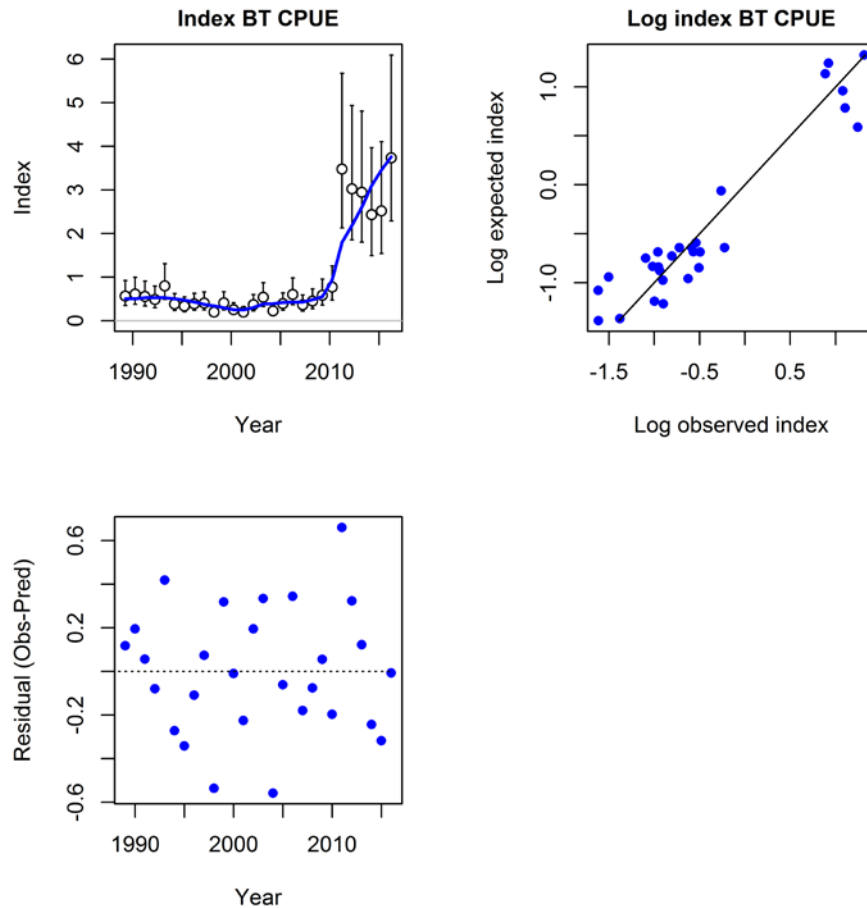 Index BT CPUE
Index
6
5
4
3
2
1
0
1990
2000
2010
Year
Log index BT CPUE
Log expected index
1.0
0.0
-1.0
-1.5
-0.5
0.5
Log observed index
Residual (Obs-Pred)
0.6
0.2
-0.2
-0.6
1990
2000
2010
Year